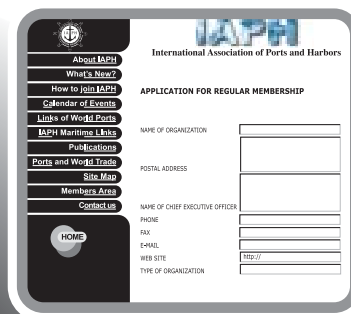 IAPH
International Association of Ports and Harbors
About IAPH
What's New?
How to join IAPH
Calendar of Events
Links of World Ports
IAPH Maritime Links
Publications
Ports and World Trade
Site Map
Members Area
Contact us
HOME
APPLICATION FOR REGULAR MEMBERSHIP
NAME OF ORGANIZATION
POSTAL ADDRESS
NAME OF CHIEF EXECUTIVE OFFICER
PHONE
FAX
E-MAIL
WEB SITE http://
TYPE OF ORGANIZATION